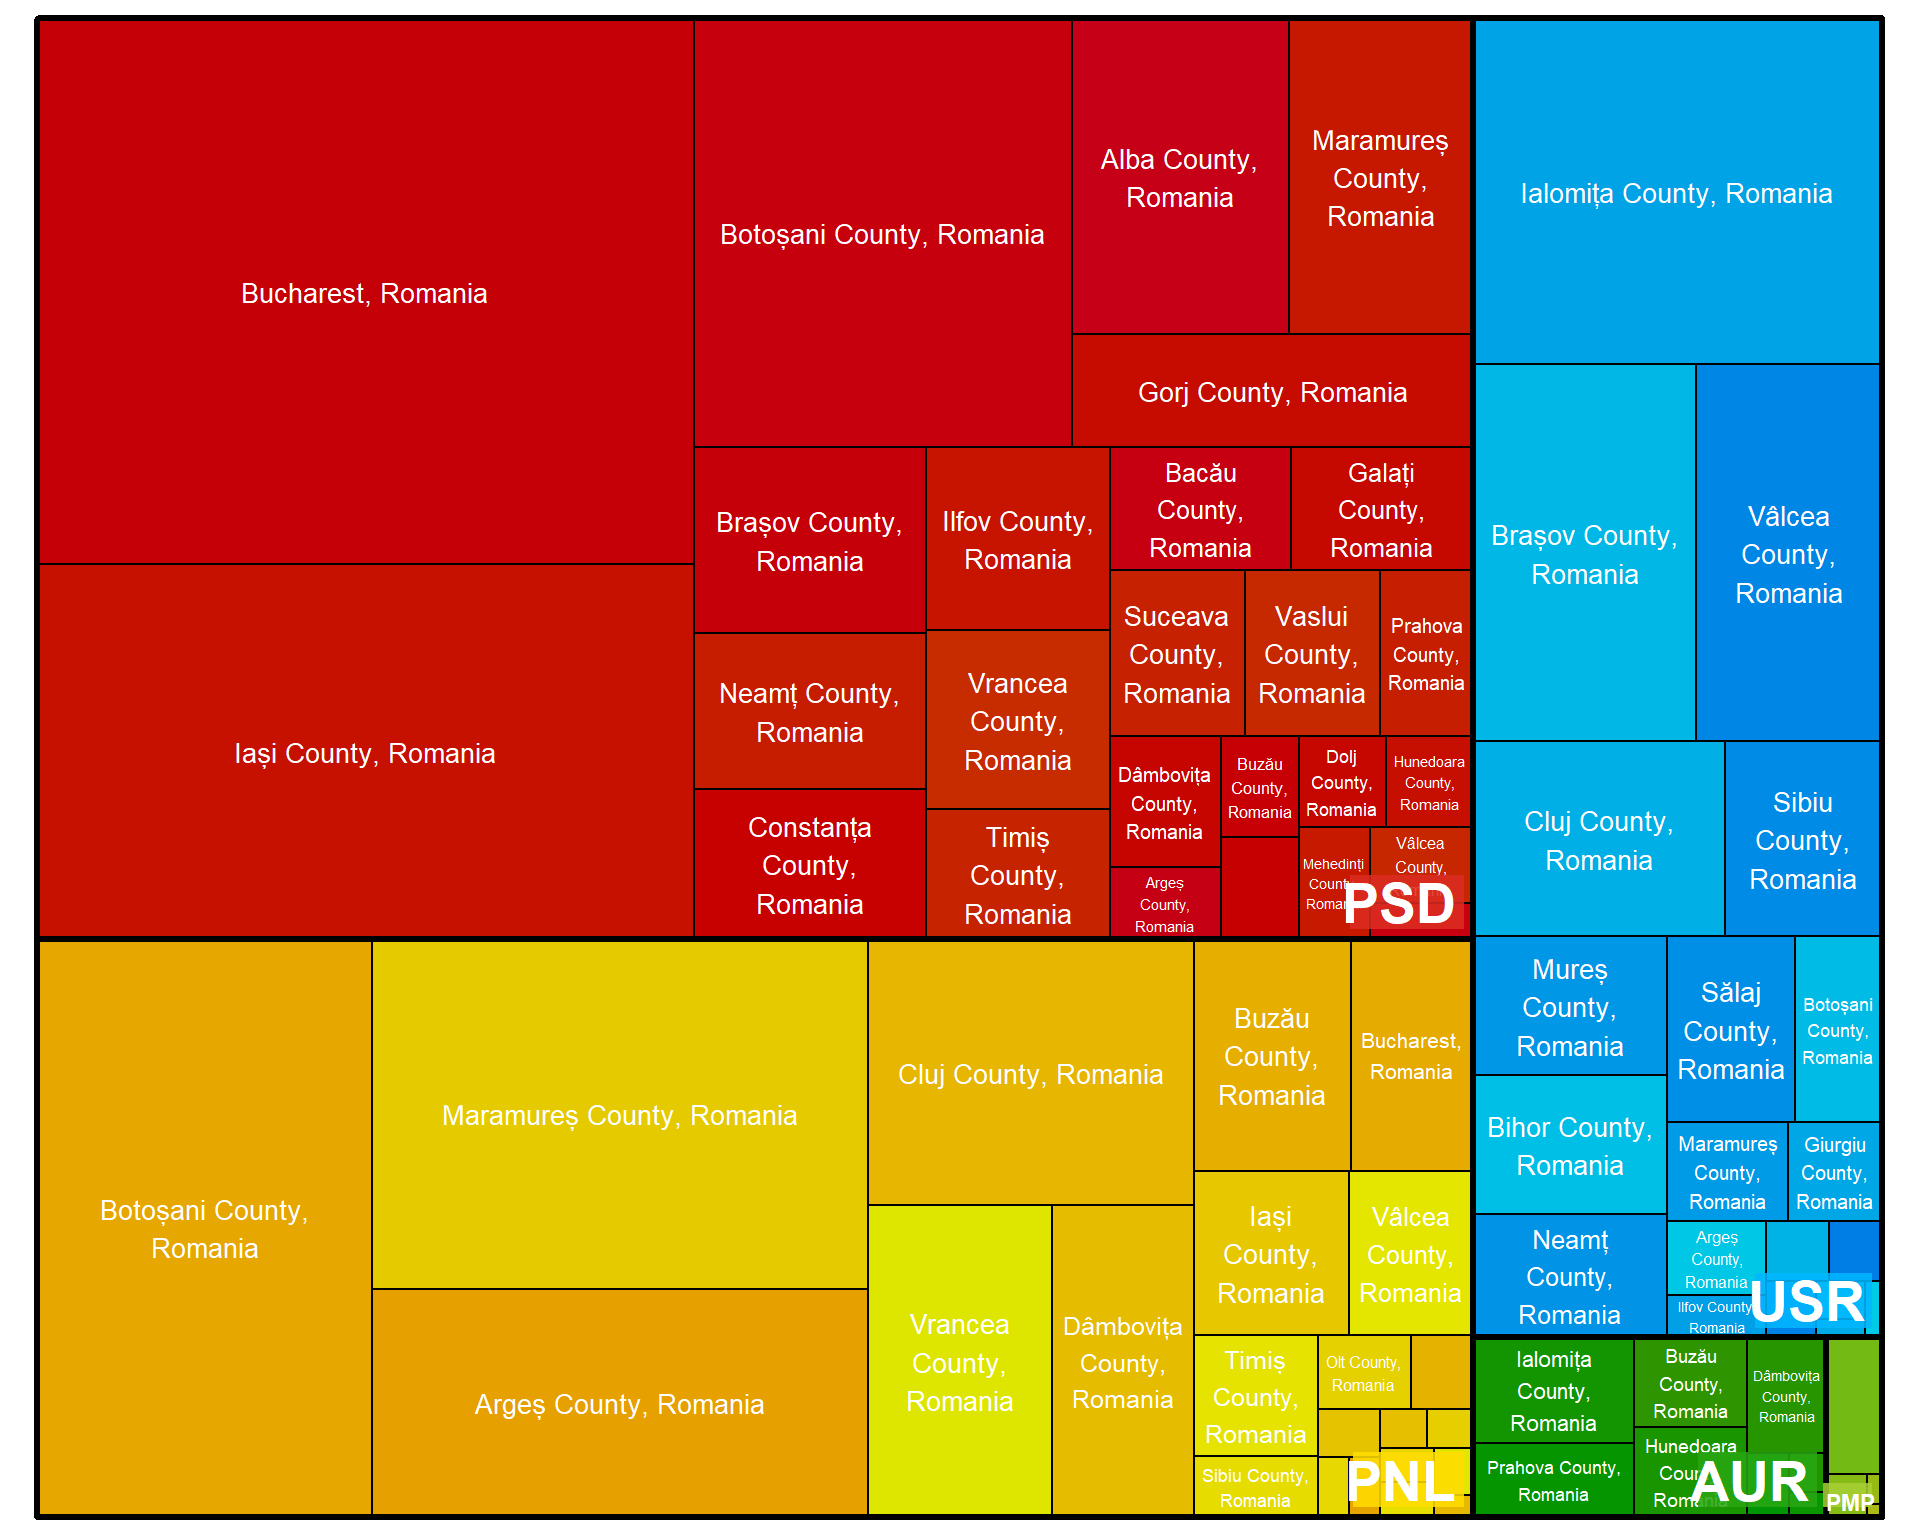 Bucharest, Romania
Iași County, Romania
Botoșani County, Romania
Alba County,
Romania
Maramureș
County,
Romania
Gorj County, Romania
Brașov County,
Romania
Neamț County,
Romania
Constanța
County,
Romania
Ilfov County,
Romania
Vrancea
County,
Romania
Timiș
County,
Romania
Bacău
County,
Romania
Galați
County,
Romania
Suceava
County,
Romania
Vaslui
County,
Romania
Prahova
County,
Romania
Dâmbovița
County,
Romania
Argeș
County,
Romania
Buzău
County,
Romania
Dolj
County,
Romania
Hunedoara
County,
Romania
Mehedinți
County,
Romania
Vâlcea
County,
PSD
Botoșani County,
Romania
Maramureș County, Romania
Argeș County, Romania
Cluj County, Romania
Vrancea
County,
Romania
Dâmbovița
County,
Romania
Buzău
County,
Romania
Bucharest,
Romania
Iași
County,
Romania
Vâlcea
County,
Romania
Timiș
County,
Romania
Sibiu County,
Romania
Olt County,
Romania
PNL
Ialomița County, Romania
Brașov County,
Romania
Vâlcea
County,
Romania
Cluj County,
Romania
Sibiu
County,
Romania
Mureș
County,
Romania
Bihor County,
Romania
Neamț
County,
Romania
Sălaj
County,
Romania
Botoșani
County,
Romania
Maramureș
County,
Romania
Giurgiu
County,
Romania
Argeș
County,
Romania
Ilfov County,
Romania
USR
Ialomița
County,
Romania
Prahova County,
Romania
Buzău
County,
Romania
Hunedoara
County,
Romania
Dâmbovița
County,
Romania
AUR
PMP